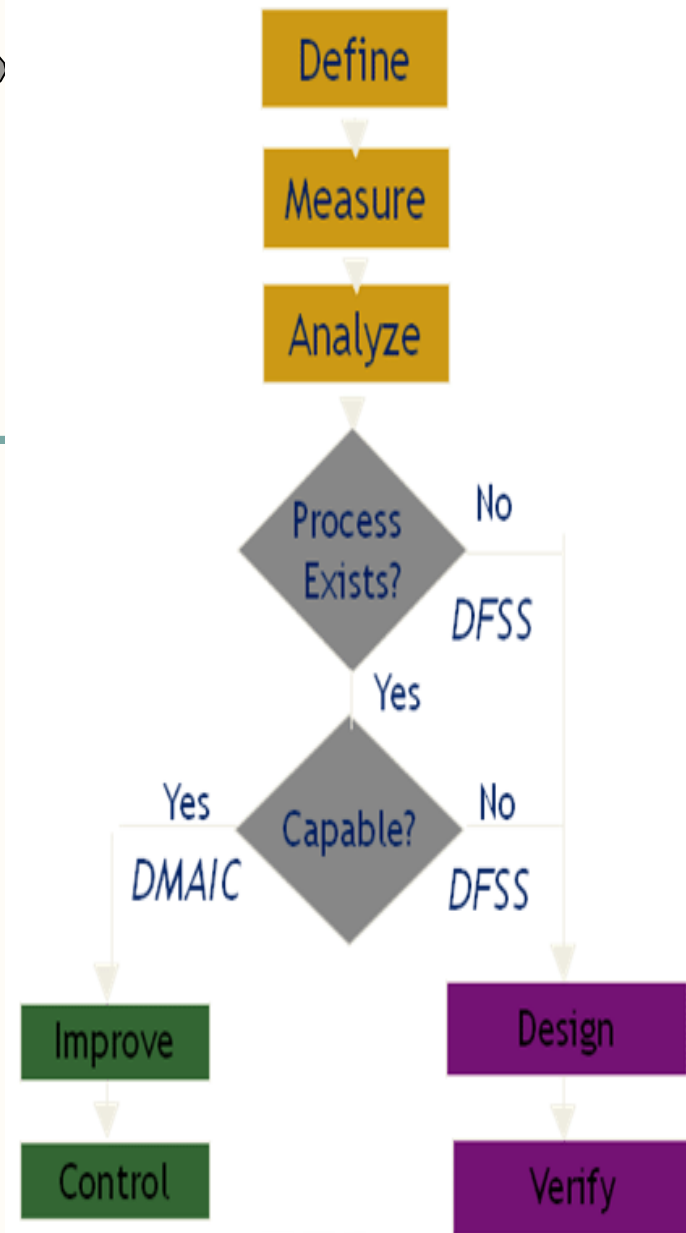 Define
Measure
Analyze
Process
Exists?
No
DFSS
Yes
Capable?
Yes
DMAIC
No
DFSS
Improve
Control
Design
Verify